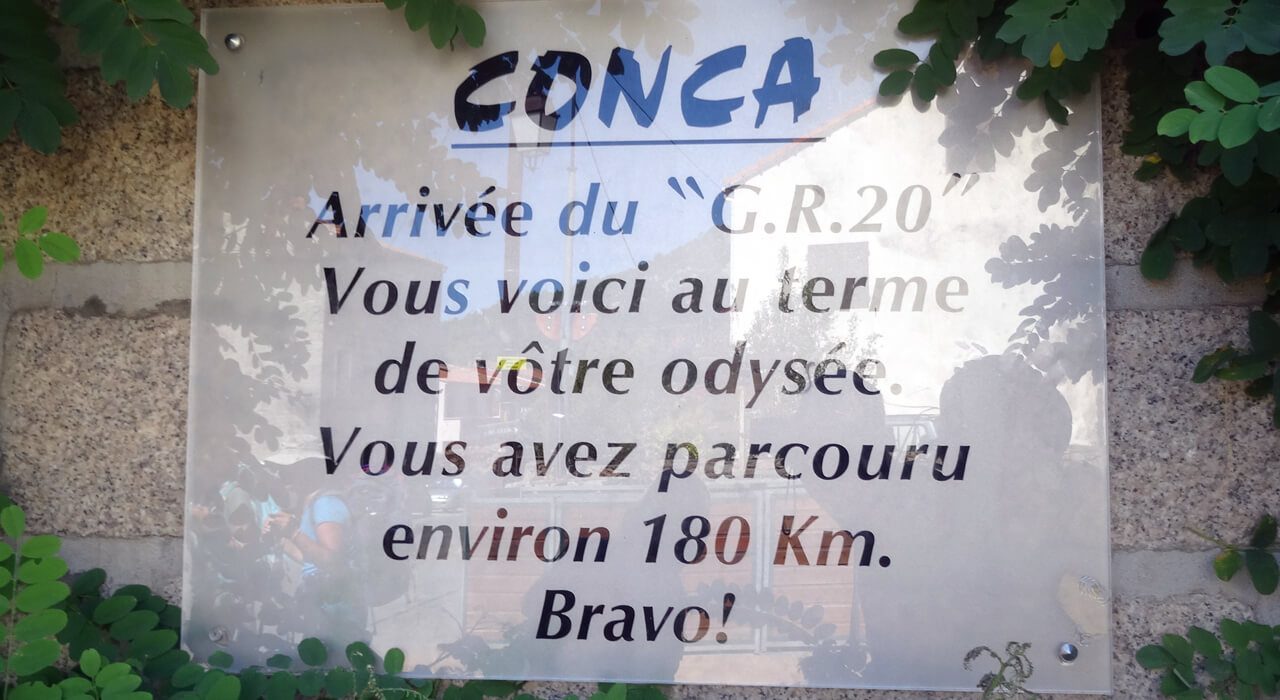 CONCA
Arrivée du "G.R.20"
Vous voici au terme
de vôtre odysée.
Vous avez parcouru
environ 180 Km.
Bravo!